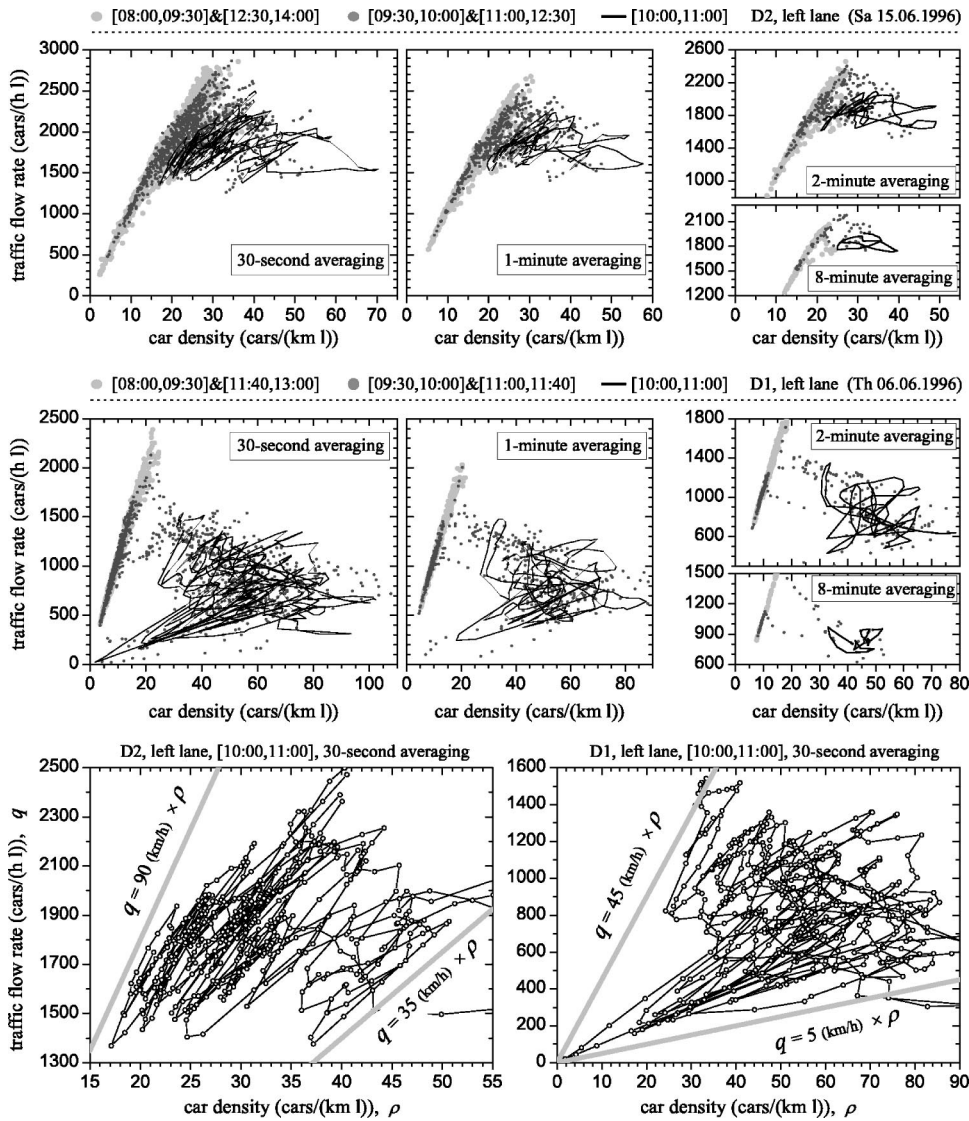 [08:00,09:30]&[12:30,14:00] [09:30,10:00]&[11:00,12:30] [10:00,11:00] D2, left lane (Sa 15.06.1996)
traffic flow rate (cars/(h l))
3000
2500
2000
1500
1000
500
0
30-second averaging
0 10 20 30 40 50 60 70
car density (cars/(km l))
1-minute averaging
0 10 20 30 40 50 60
car density (cars/(km l))
2600
2200
1800
1400
1000
2-minute averaging
2100
1800
1500
1200
8-minute averaging
0 10 20 30 40 50
car density (cars/(km l))
[08:00,09:30]&[11:40,13:00] [09:30,10:00]&[11:00,11:40] [10:00,11:00] D1, left lane (Th 06.06.1996)
traffic flow rate (cars/(h l))
2500
2000
1500
1000
500
0
30-second averaging
0 20 40 60 80 100
car density (cars/(km l))
1-minute averaging
0 20 40 60 80
car density (cars/(km l))
1800
1400
1000
600
2-minute averaging
1500
1200
900
600
8-minute averaging
0 10 20 30 40 50 60 70 80
car density (cars/(km l))
D2, left lane, [10:00,11:00], 30-second averaging
traffic flow rate (cars/(h l)), q
2500
2300
2100
1900
1700
1500
1300
q = 90 (km/h) × ρ
q = 35 (km/h) × ρ
15 20 25 30 35 40 45 50 55
car density (cars/(km l)), ρ
D1, left lane, [10:00,11:00], 30-second averaging
1600
1400
1200
1000
800
600
400
200
0
q = 45 (km/h) × ρ
q = 5 (km/h) × ρ
0 10 20 30 40 50 60 70 80 90
car density (cars/(km l)), ρ